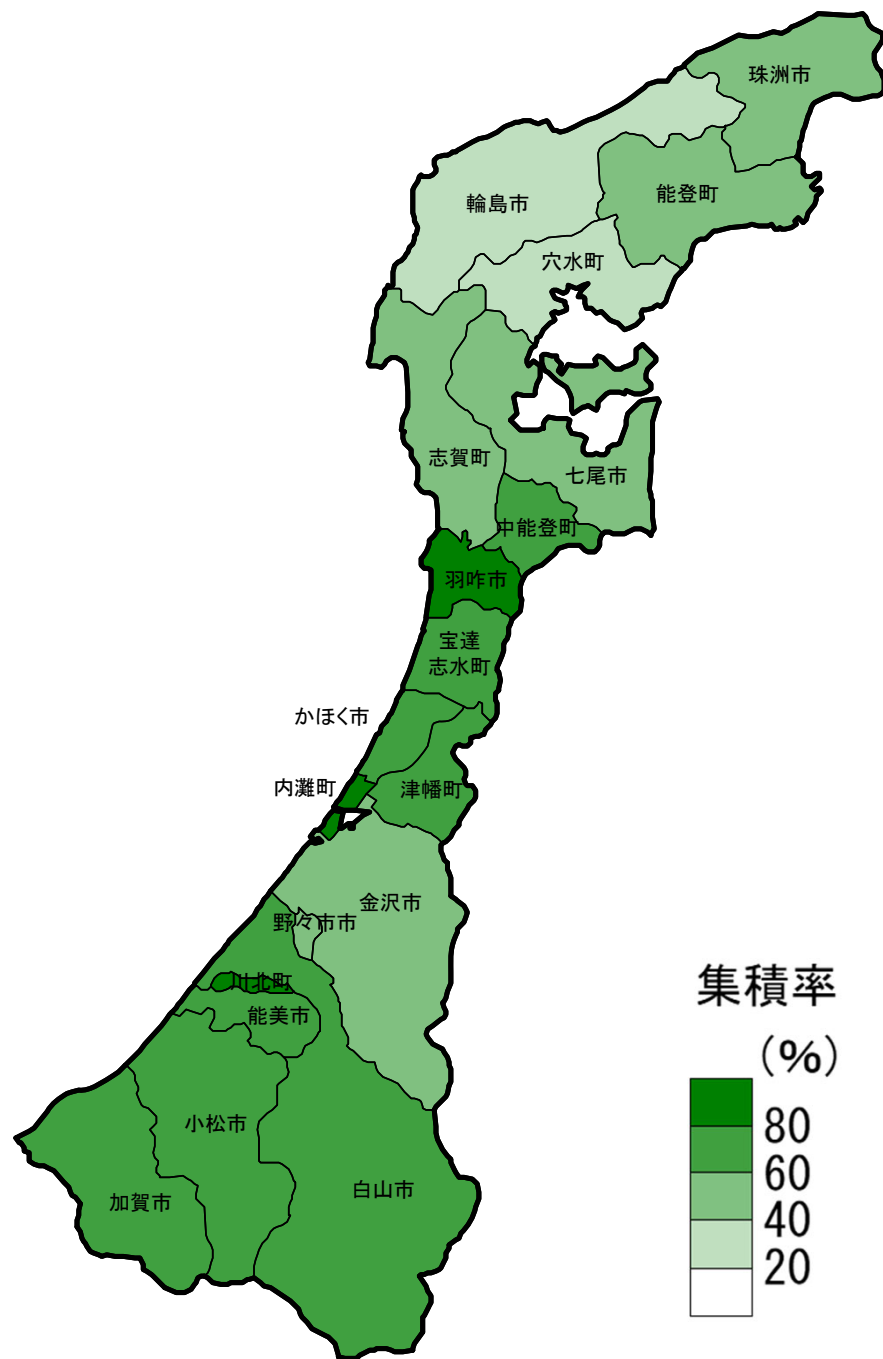 珠洲市
能登町
輪島市
穴水町
志賀町
七尾市
中能登町
羽咋市
宝達
志水町
かほく市
内灘町
津幡町
金沢市
野々市市
川北町
能美市
小松市
加賀市
白山市
集積率
(%)
80
60
40
20